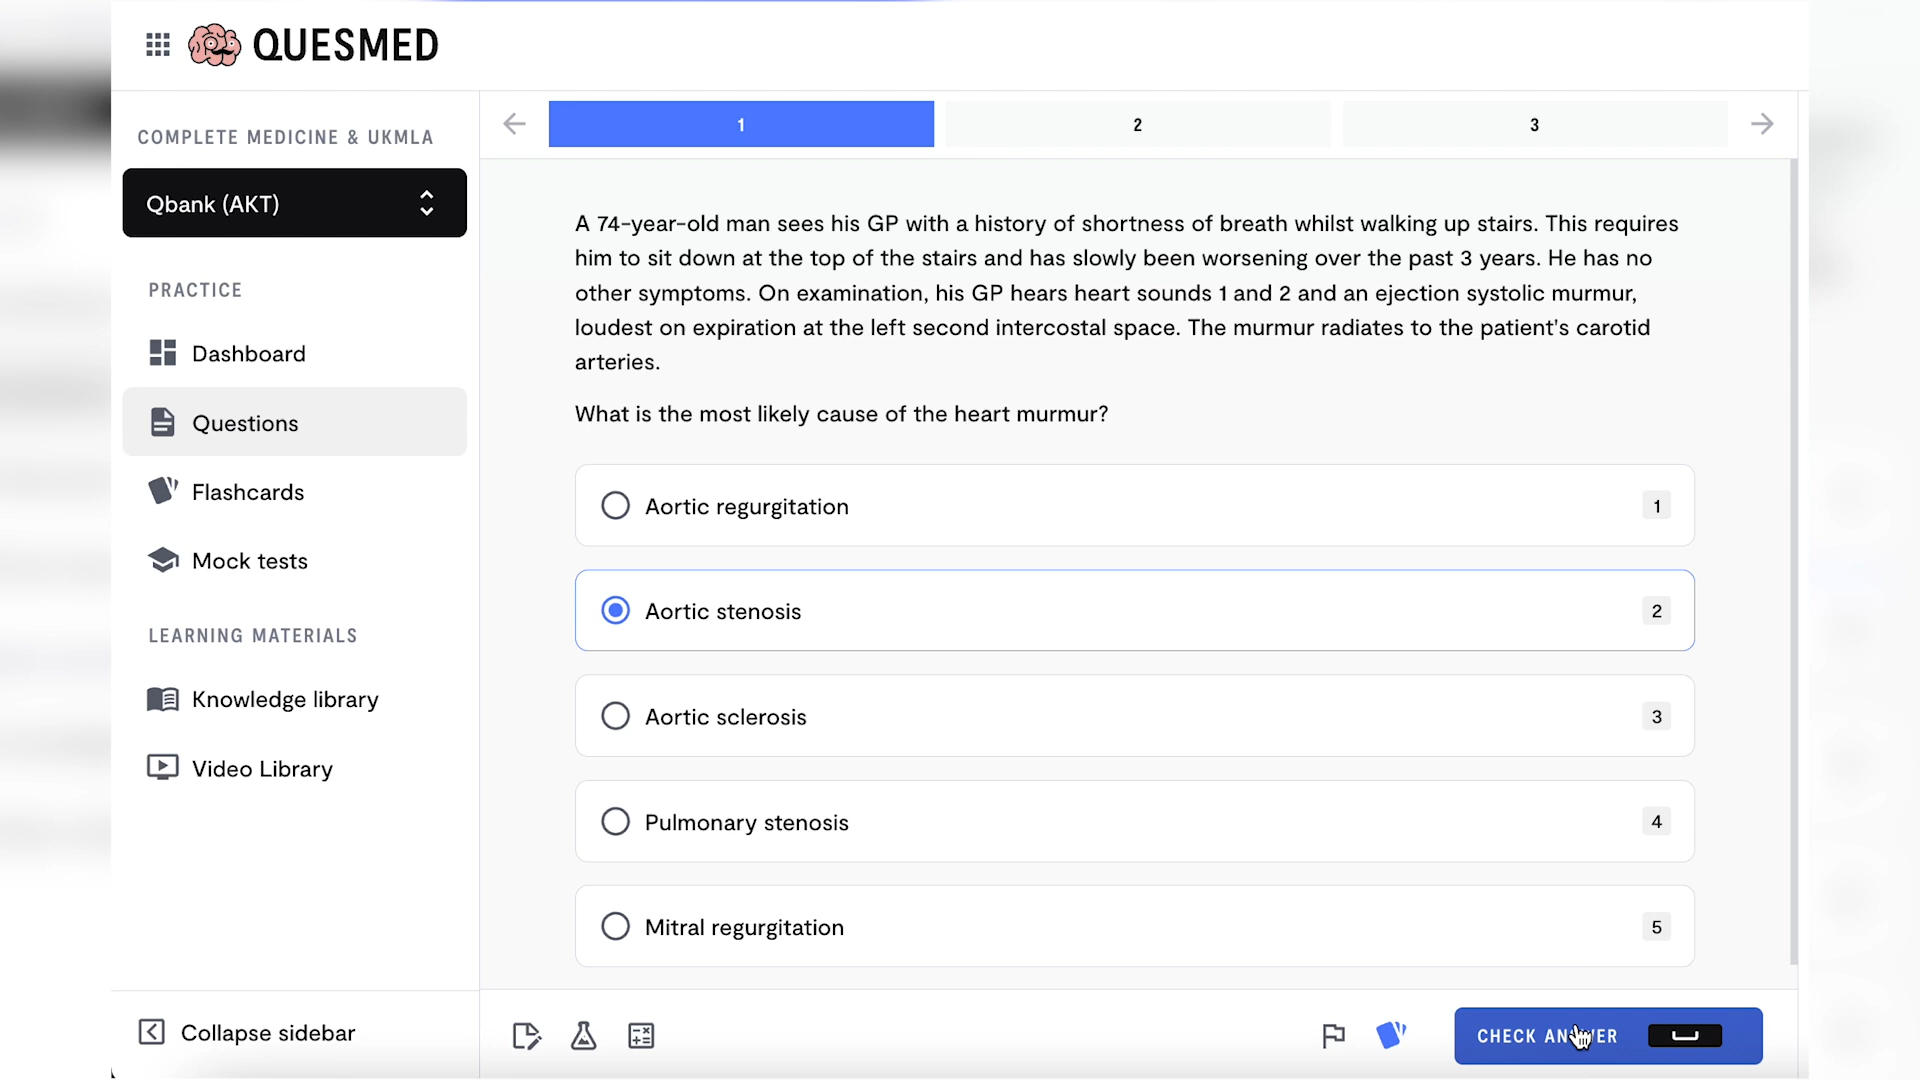 QUESMED
COMPLETE MEDICINE & UKMLA
Qbank (AKT)
PRACTICE
Dashboard
Questions
Flashcards
Mock tests
LEARNING MATERIALS
Knowledge library
Video Library
Collapse sidebar
1
2
3
A 74-year-old man sees his GP with a history of shortness of breath whilst walking up stairs. This requires
him to sit down at the top of the stairs and has slowly been worsening over the past 3 years. He has no
other symptoms. On examination, his GP hears heart sounds 1 and 2 and an ejection systolic murmur,
loudest on expiration at the left second intercostal space. The murmur radiates to the patient's carotid
arteries.
What is the most likely cause of the heart murmur?
Aortic regurgitation 1
Aortic stenosis 2
Aortic sclerosis 3
Pulmonary stenosis 4
Mitral regurgitation 5
CHECK ANSWER